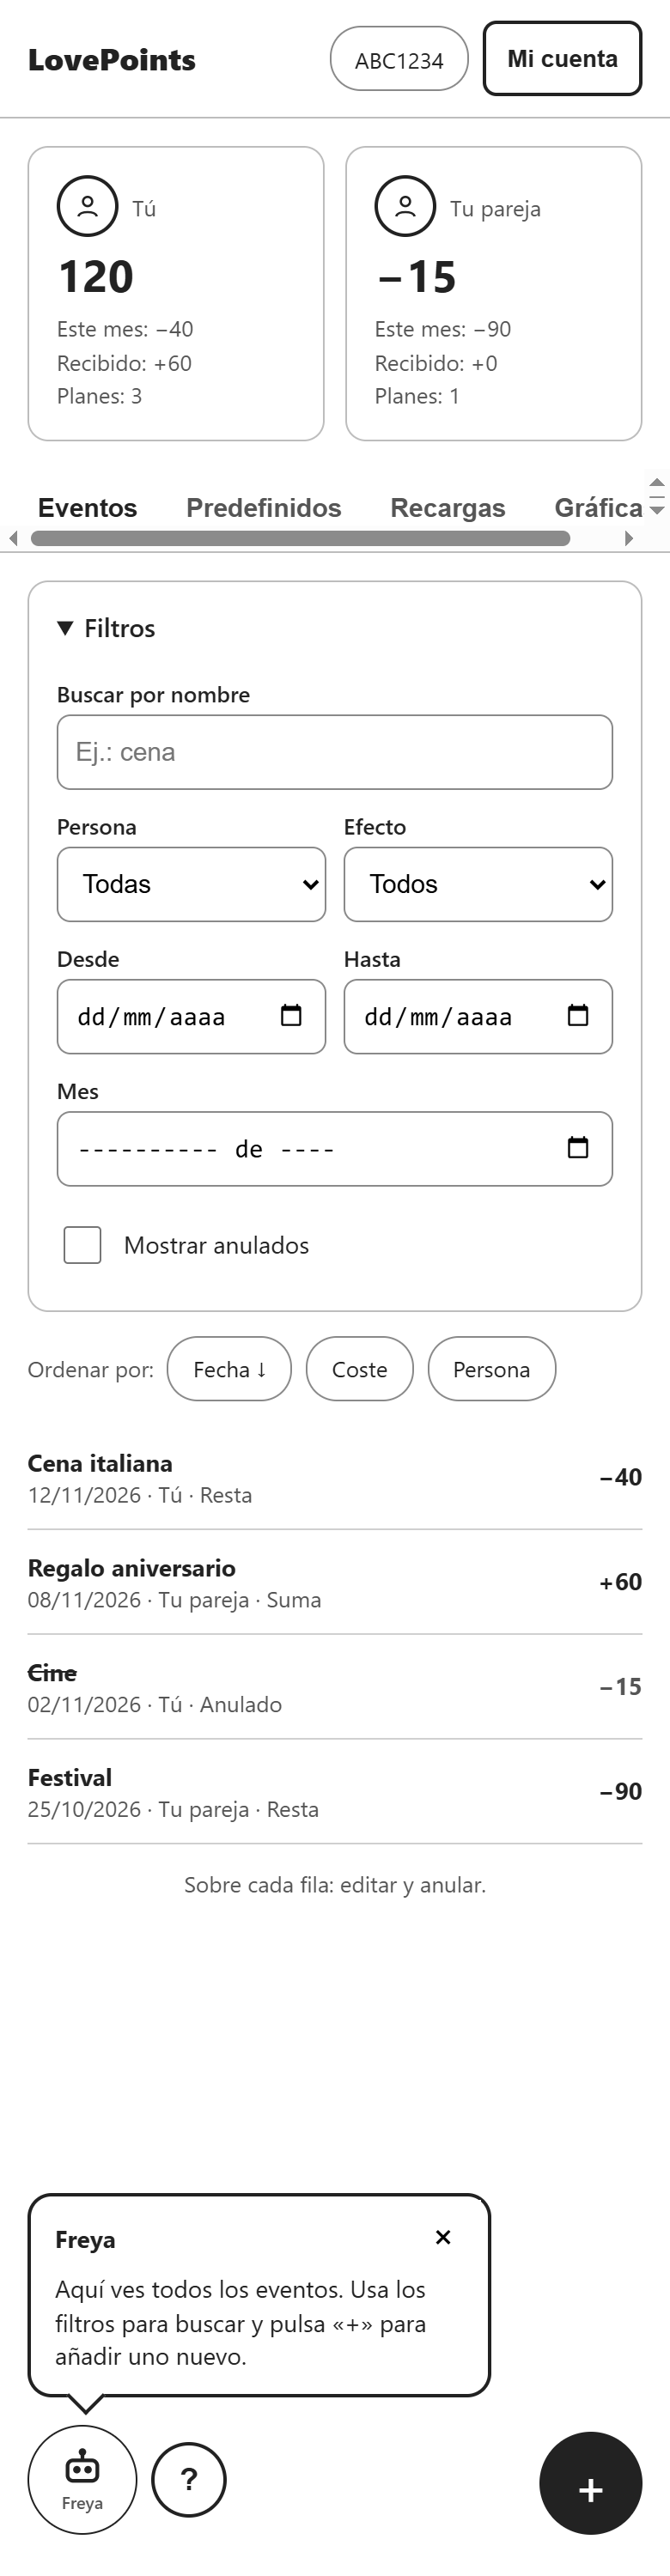 LovePoints
ABC1234
Mi cuenta
Tú
120
Este mes: −40
Recibido: +60
Planes: 3
Tu pareja
−15
Este mes: −90
Recibido: +0
Planes: 1
Eventos Predefinidos Recargas Gráfica
▼ Filtros
Buscar por nombre
Ej.: cena
Persona Efecto
Todas Todos
Desde Hasta
dd/mm/aaaa dd/mm/aaaa
Mes
---------- de ----
Mostrar anulados
Ordenar por: Fecha ↓ Coste Persona
Cena italiana
12/11/2026 · Tú · Resta
−40
Regalo aniversario
08/11/2026 · Tu pareja · Suma
+60
Cine
02/11/2026 · Tú · Anulado
−15
Festival
25/10/2026 · Tu pareja · Resta
−90
Sobre cada fila: editar y anular.
Freya ×
Aquí ves todos los eventos. Usa los
filtros para buscar y pulsa «+» para
añadir uno nuevo.
Freya
?
+